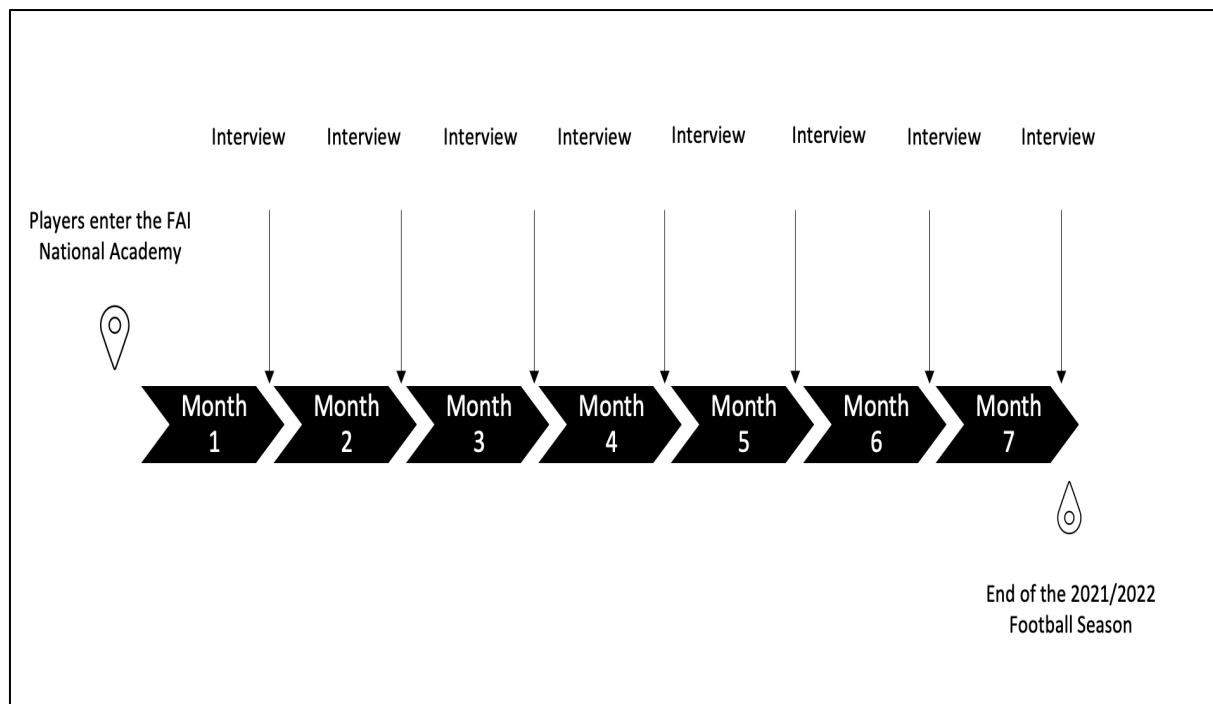 Interview
Interview
Interview
Interview
Interview
Interview
Interview
Interview
Players enter the FAI
National Academy
Month
1
Month
2
Month
3
Month
4
Month
5
Month
6
Month
7
End of the 2021/2022
Football Season